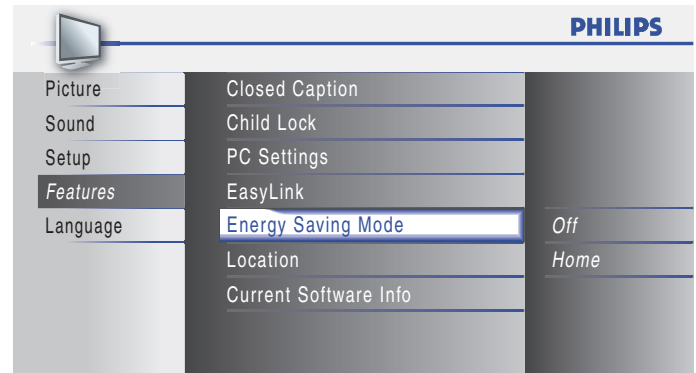 PHILIPS
Picture
Sound
Setup
Features
Language
Closed Caption
Child Lock
PC Settings
EasyLink
Energy Saving Mode
Location
Current Software Info
Off
Home